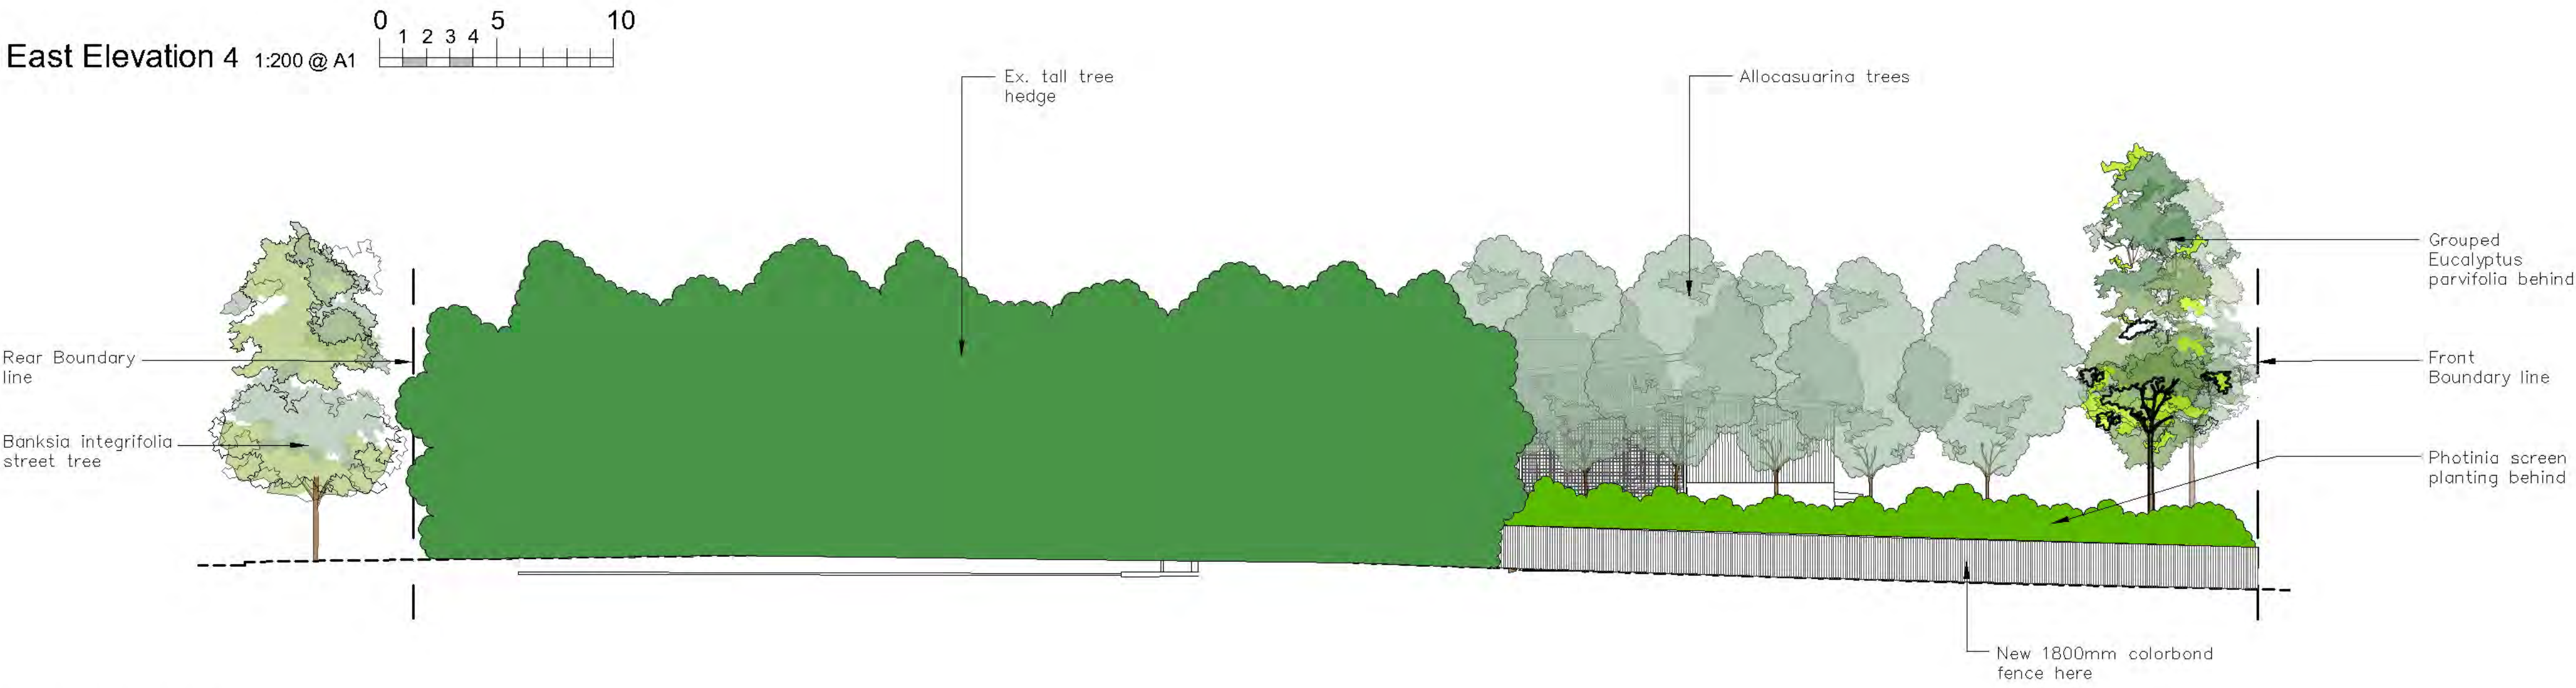 East Elevation 4 1:200 @ A1
0 5 10
1 2 3 4
Ex. tall tree
hedge
Allocasuarina trees
Grouped
Eucalyptus
parvifolia behind
Rear Boundary
line
Front
Boundary line
Banksia integrifolia
street tree
Photinia screen
planting behind
New 1800mm colorbond
fence here